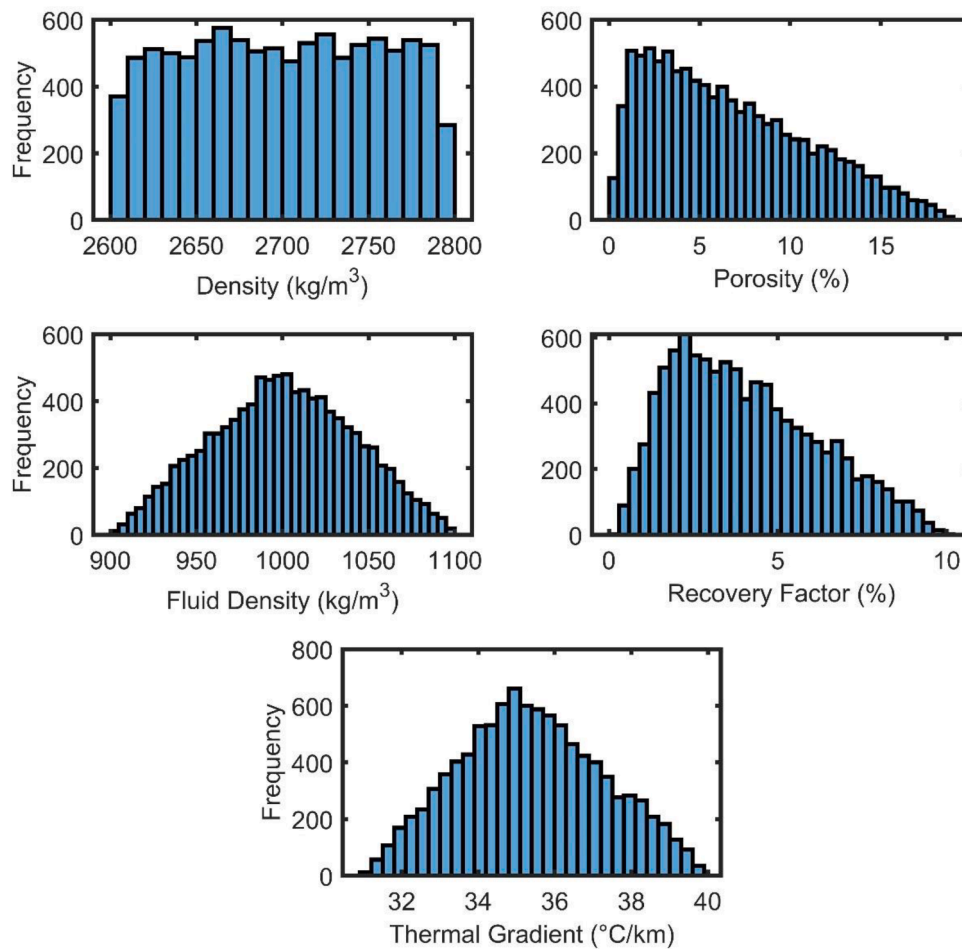 600
400
200
0
Frequency
2600 2650 2700 2750 2800
Density (kg/m³)
600
400
200
0
0 5 10 15
Porosity (%)
600
400
200
0
Frequency
900 950 1000 1050 1100
Fluid Density (kg/m³)
600
400
200
0
0 5 10
Recovery Factor (%)
800
600
400
200
0
Frequency
32 34 36 38 40
Thermal Gradient (°C/km)